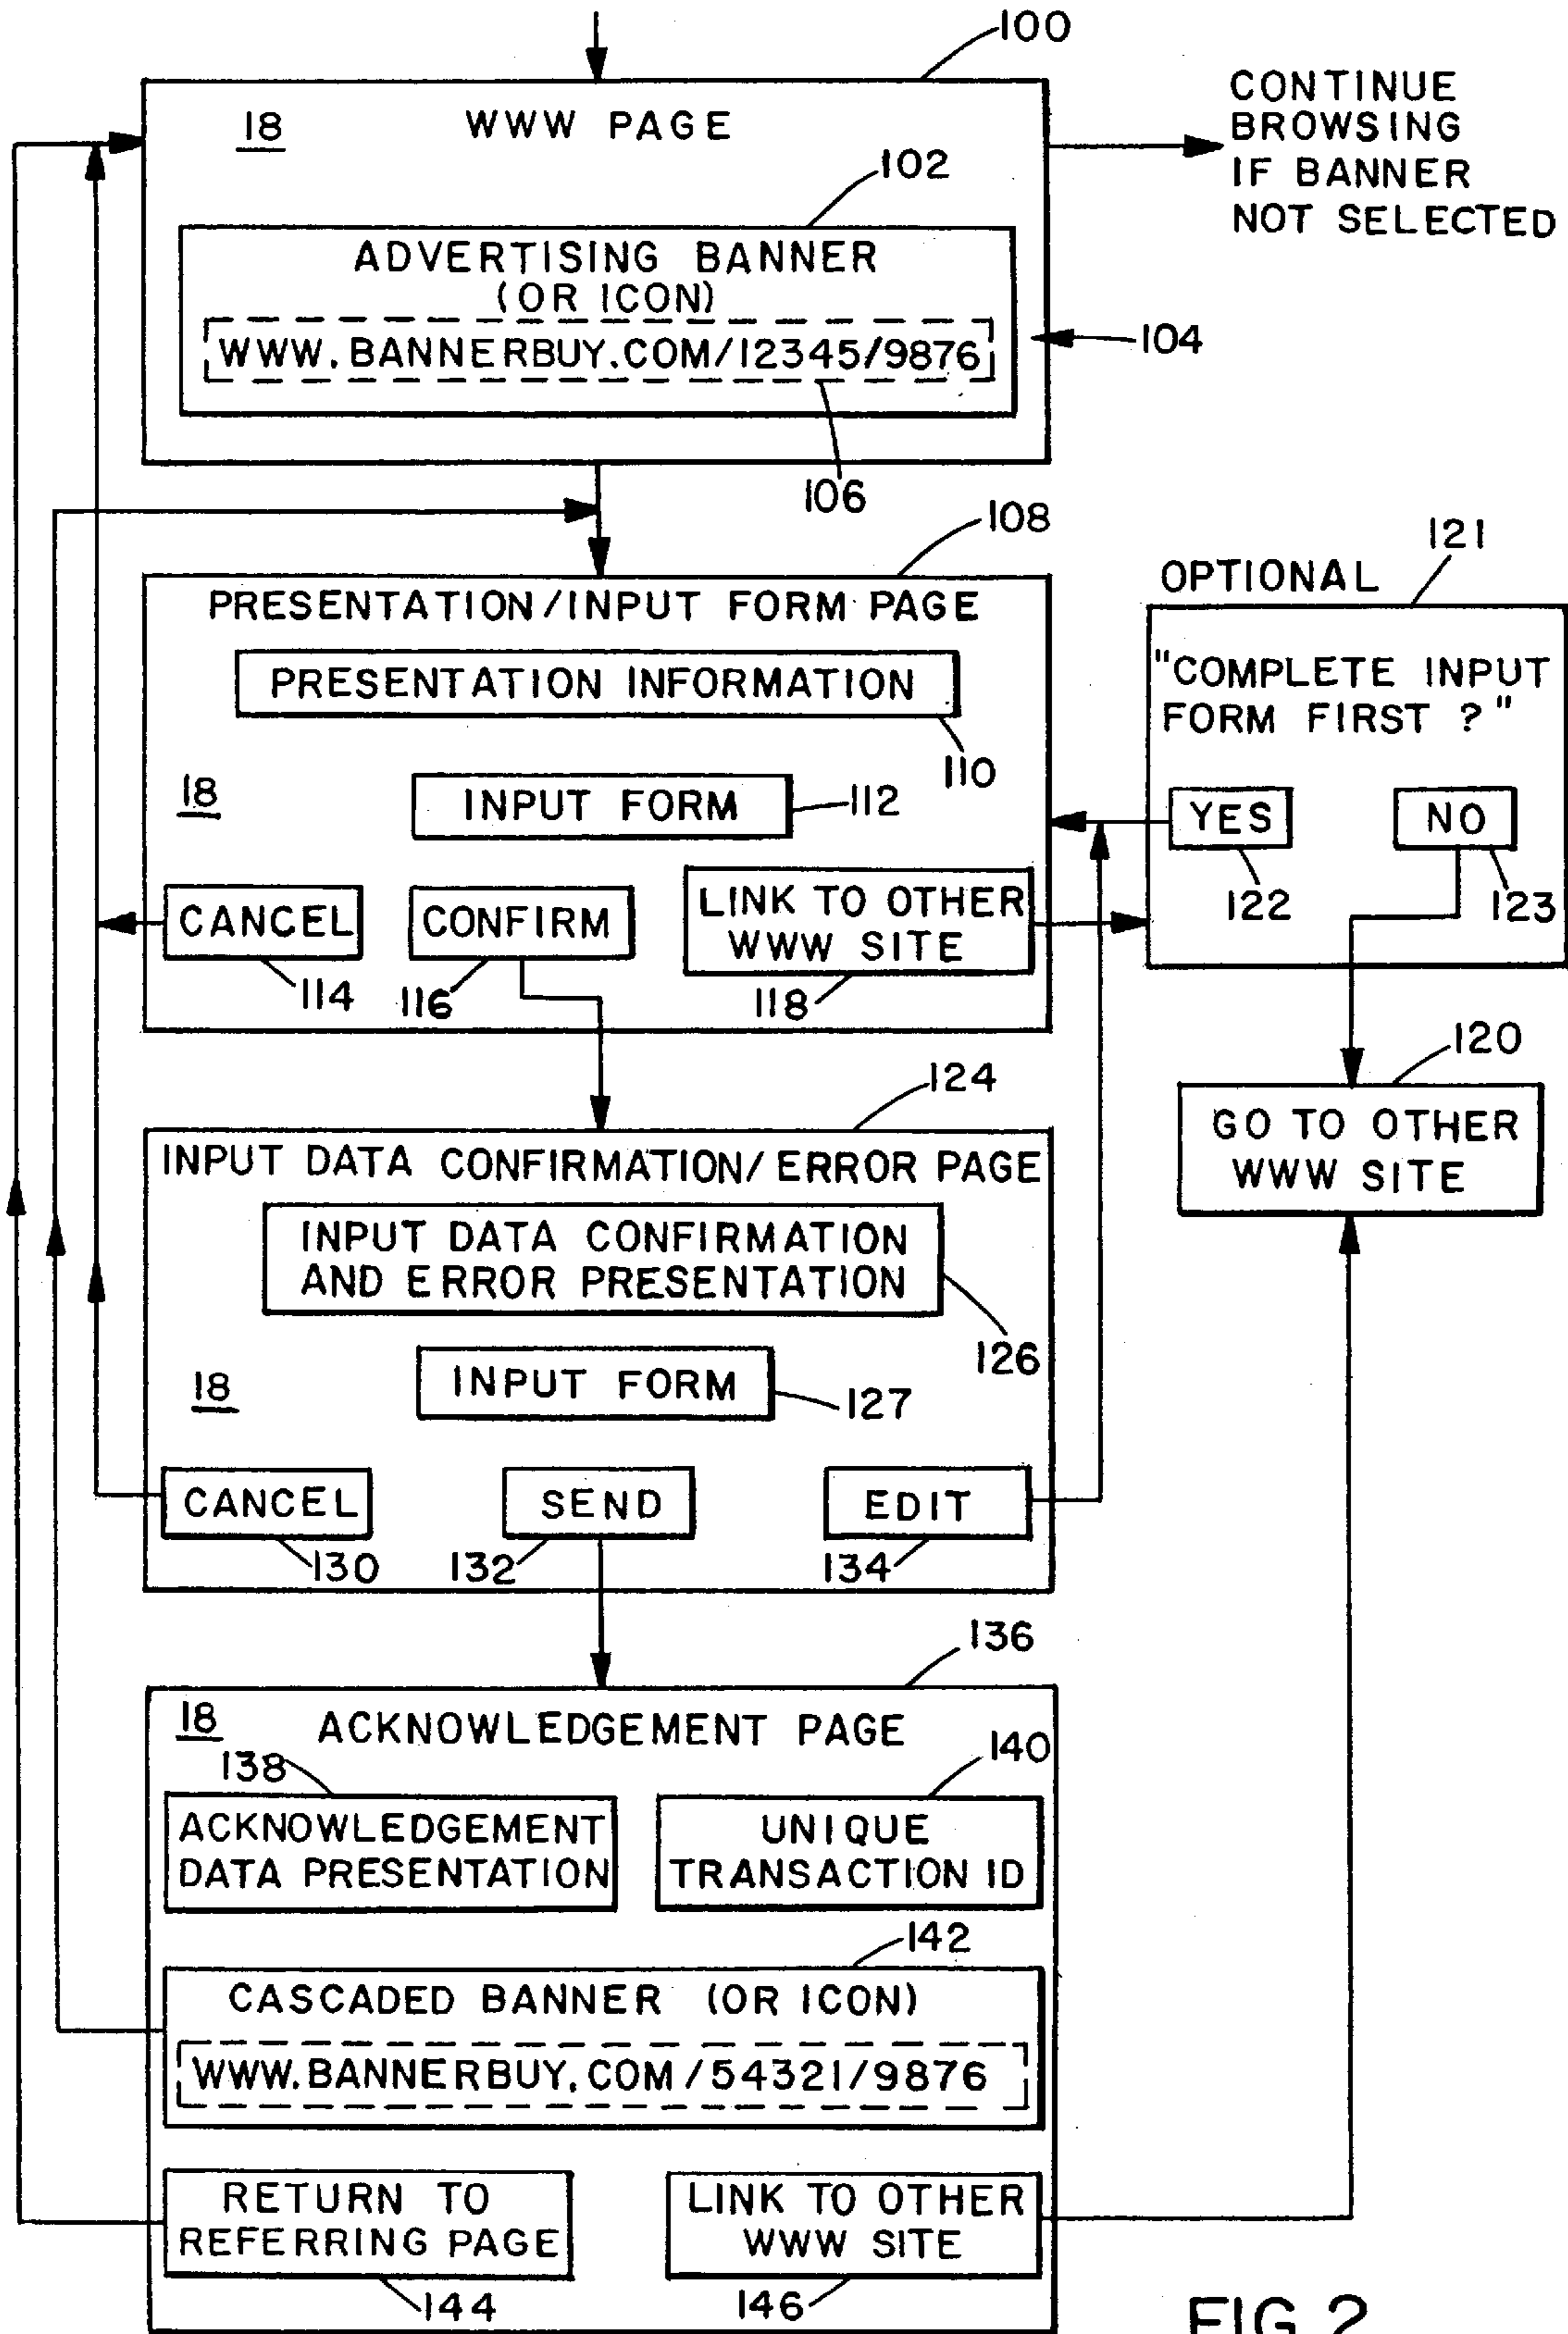 100
18
WWW PAGE
CONTINUE
BROWSING
IF BANNER
NOT SELECTED
102
ADVERTISING BANNER
(OR ICON)
WWW.BANNERBUY.COM/12345/9876
104
106
108
PRESENTATION/INPUT FORM PAGE
PRESENTATION INFORMATION
110
18
INPUT FORM
112
CANCEL
CONFIRM
LINK TO OTHER
WWW SITE
114
116
118
OPTIONAL
121
"COMPLETE INPUT
FORM FIRST ?"
YES
NO
122
123
120
GO TO OTHER
WWW SITE
124
INPUT DATA CONFIRMATION/ERROR PAGE
INPUT DATA CONFIRMATION
AND ERROR PRESENTATION
126
18
INPUT FORM
127
CANCEL
SEND
EDIT
130
132
134
136
18
ACKNOWLEDGEMENT PAGE
138
140
ACKNOWLEDGEMENT
DATA PRESENTATION
UNIQUE
TRANSACTION ID
142
CASCADED BANNER (OR ICON)
WWW.BANNERBUY.COM/54321/9876
RETURN TO
REFERRING PAGE
LINK TO OTHER
WWW SITE
144
146
FIG.2